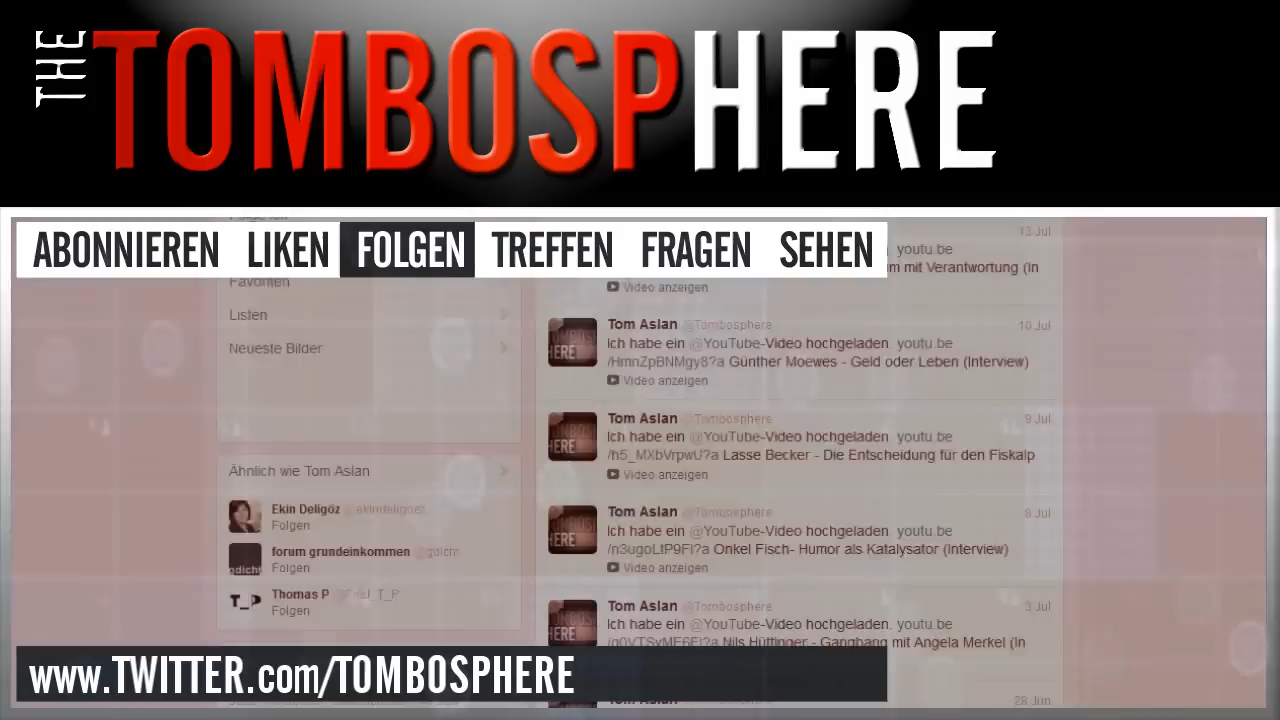 THE TOMBOSPHERE
ABONNIEREN LIKEN FOLGEN TREFFEN FRAGEN SEHEN
Favoriten
Listen
Neueste Bilder
Ähnlich wie Tom Aslan
Ekin Deligöz @ekindeligoez
Folgen
forum grundeinkommen @gdicht
Folgen
Thomas P
Folgen
13 Jul
youtu.be
m mit Verantwortung (In
Video anzeigen
Tom Aslan @Tombosphere 10 Jul
Ich habe ein @YouTube-Video hochgeladen. youtu.be
/HmnZpBNMgy8?a Günther Moewes - Geld oder Leben (Interview)
Video anzeigen
Tom Aslan @Tombosphere 9 Jul
Ich habe ein @YouTube-Video hochgeladen. youtu.be
/h5_MXbVrpwU?a Lasse Becker - Die Entscheidung für den Fiskalp
Video anzeigen
Tom Aslan @Tombosphere 8 Jul
Ich habe ein @YouTube-Video hochgeladen. youtu.be
Onkel Fisch- Humor als Katalysator (Interview)
Video anzeigen
Tom Aslan @Tombosphere 3 Jul
Ich habe ein @YouTube-Video hochgeladen. youtu.be
Nils Hüttinger - Gangbang mit Angela Merkel (In
28 Jun
www.TWITTER.com/TOMBOSPHERE